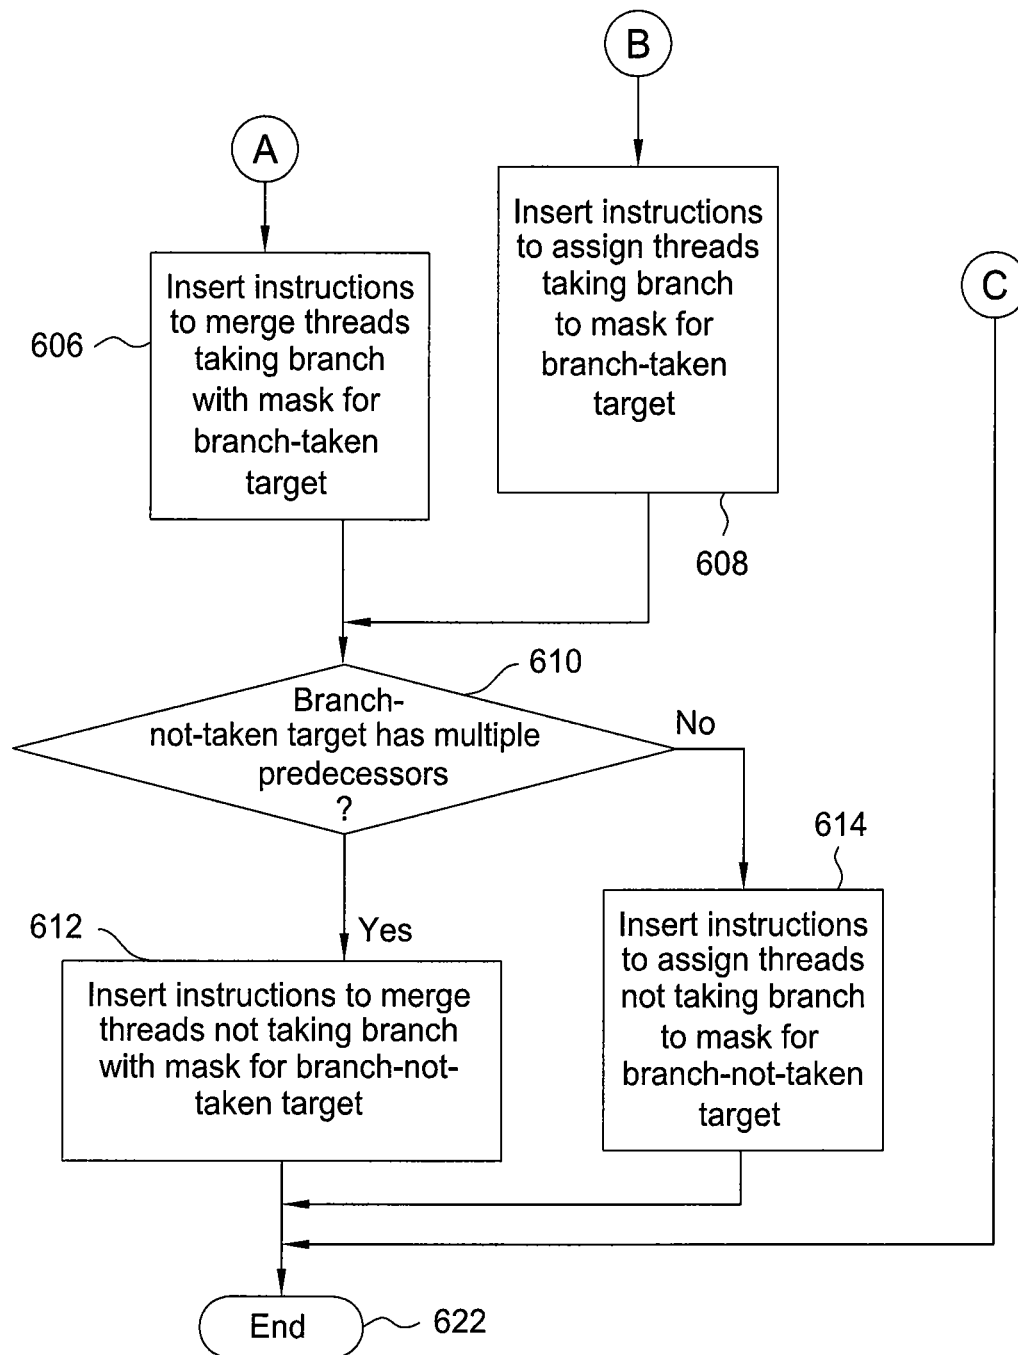 B
A
Insert instructions
to assign threads
taking branch
to mask for
branch-taken
target
C
Insert instructions
to merge threads
taking branch
with mask for
branch-taken
target
606
608
610
Branch-
not-taken target has multiple
predecessors
?
No
614
612
Yes
Insert instructions
to assign threads
not taking branch
to mask for
branch-not-taken
target
Insert instructions to merge
threads not taking branch
with mask for branch-not-
taken target
End
622